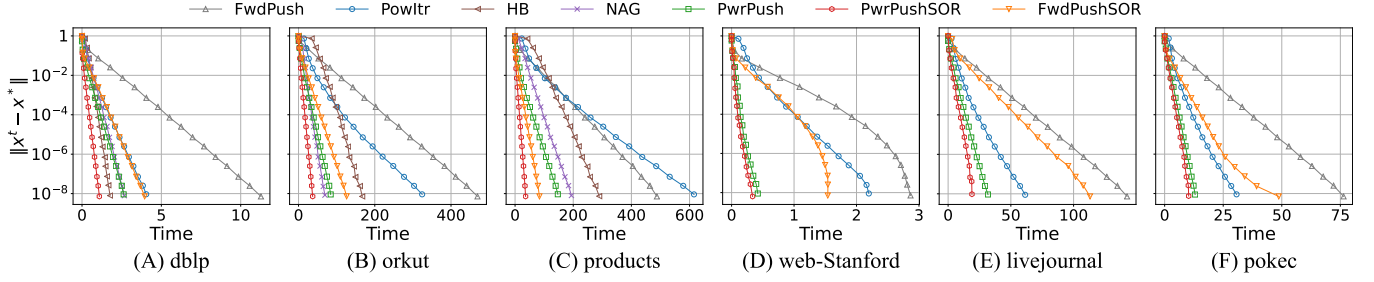 FwdPush PowItr HB NAG PwrPush PwrPushSOR FwdPushSOR
‖x^t − x^*‖
1
10^−2
10^−4
10^−6
10^−8
0 5 10
Time
(A) dblp
0 200 400
Time
(B) orkut
0 200 400 600
Time
(C) products
0 1 2 3
Time
(D) web-Stanford
0 50 100
Time
(E) livejournal
0 25 50 75
Time
(F) pokec